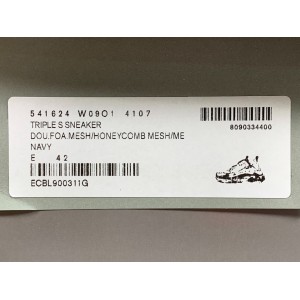 541624 W09O1 4107
TRIPLE S SNEAKER
DOU.FOA.MESH/HONEYCOMB MESH/ME
NAVY
E 42
ECBL900311G
8090334400